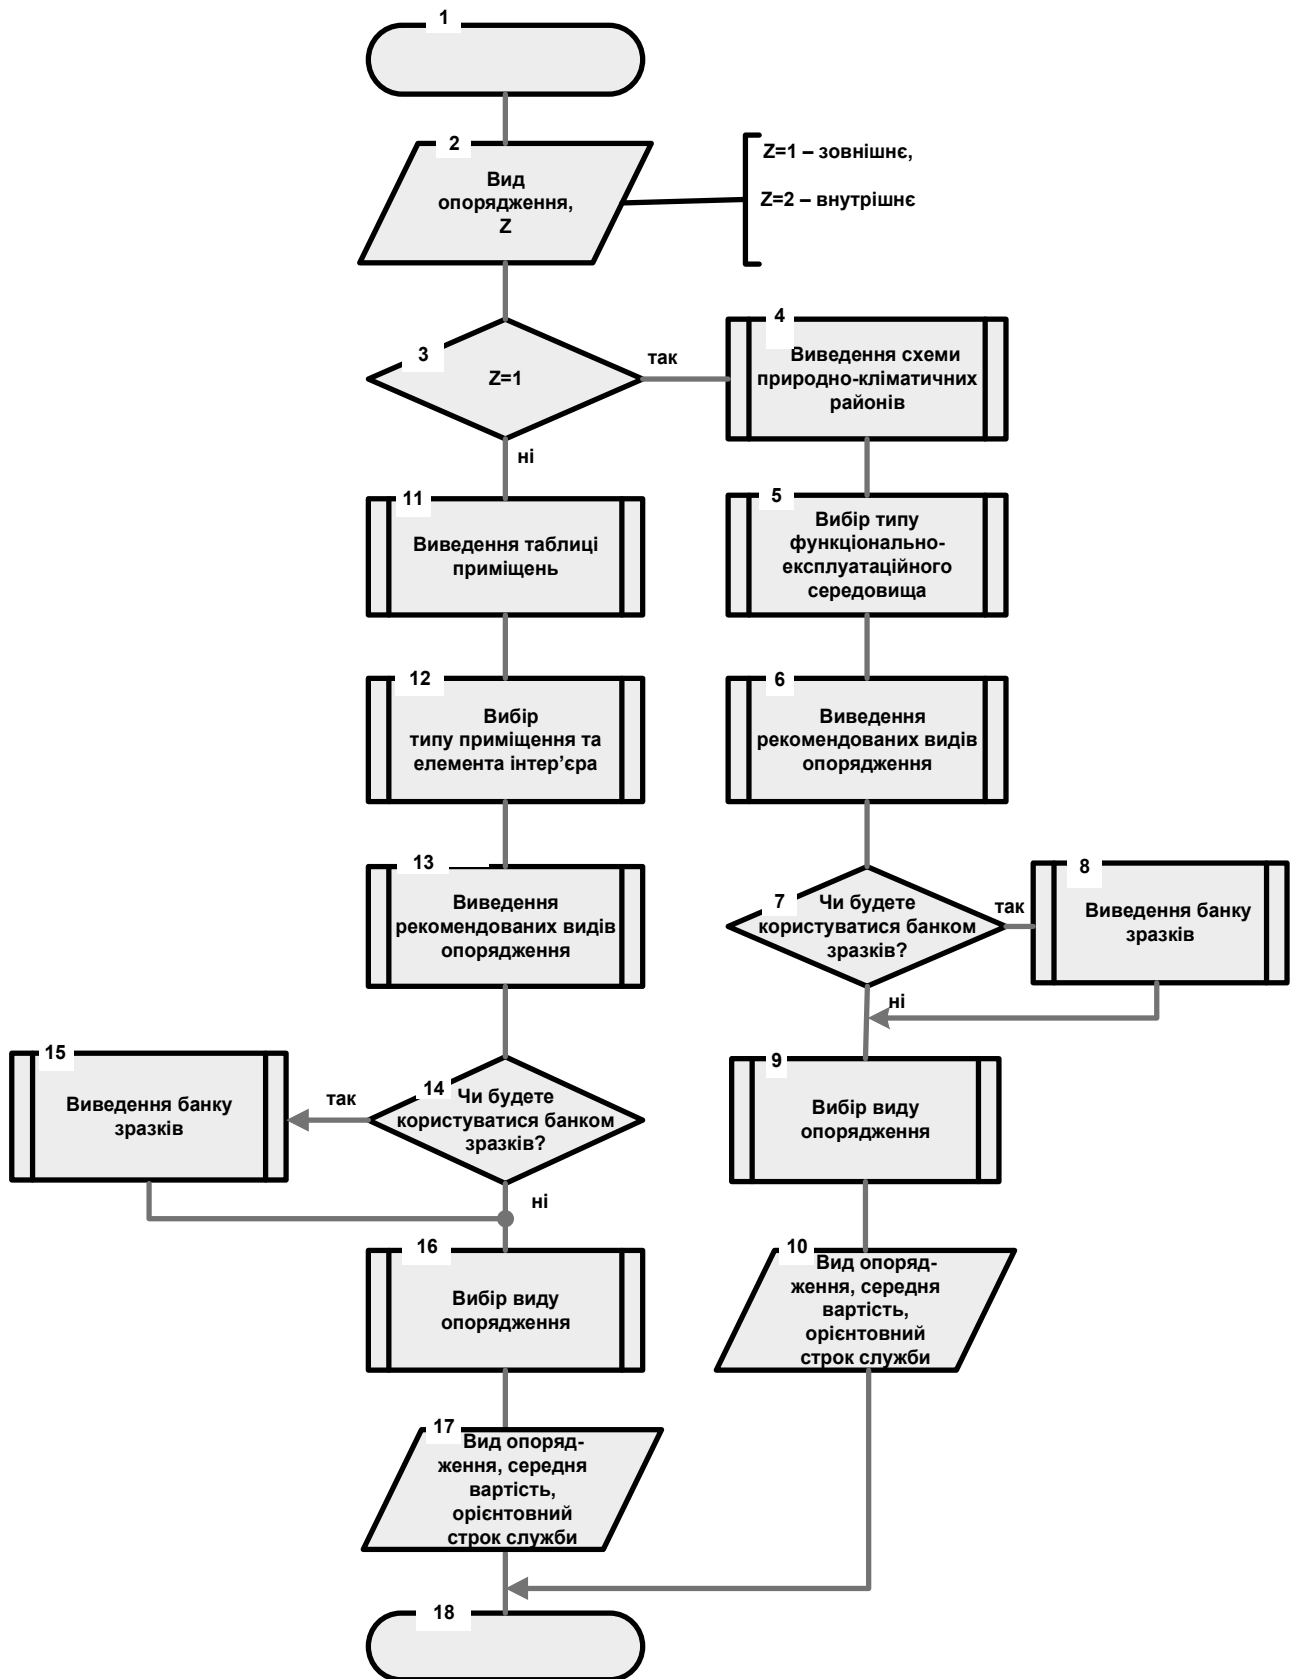 1
2
Вид
опорядження,
Z
Z=1 – зовнішнє,
Z=2 – внутрішнє
3
Z=1
так
ні
4
Виведення схеми
природно-кліматичних
районів
5
Вибір типу
функціонально-
експлуатаційного
середовища
6
Виведення
рекомендованих видів
опорядження
7
Чи будете
користуватися банком
зразків?
так
ні
8
Виведення банку
зразків
9
Вибір виду
опорядження
10
Вид опоряд-
ження, середня
вартість,
орієнтовний
строк служби
11
Виведення таблиці
приміщень
12
Вибір
типу приміщення та
елемента інтер’єра
13
Виведення
рекомендованих видів
опорядження
14
Чи будете
користуватися банком
зразків?
так
ні
15
Виведення банку
зразків
16
Вибір виду
опорядження
17
Вид опоряд-
ження, середня
вартість,
орієнтовний
строк служби
18